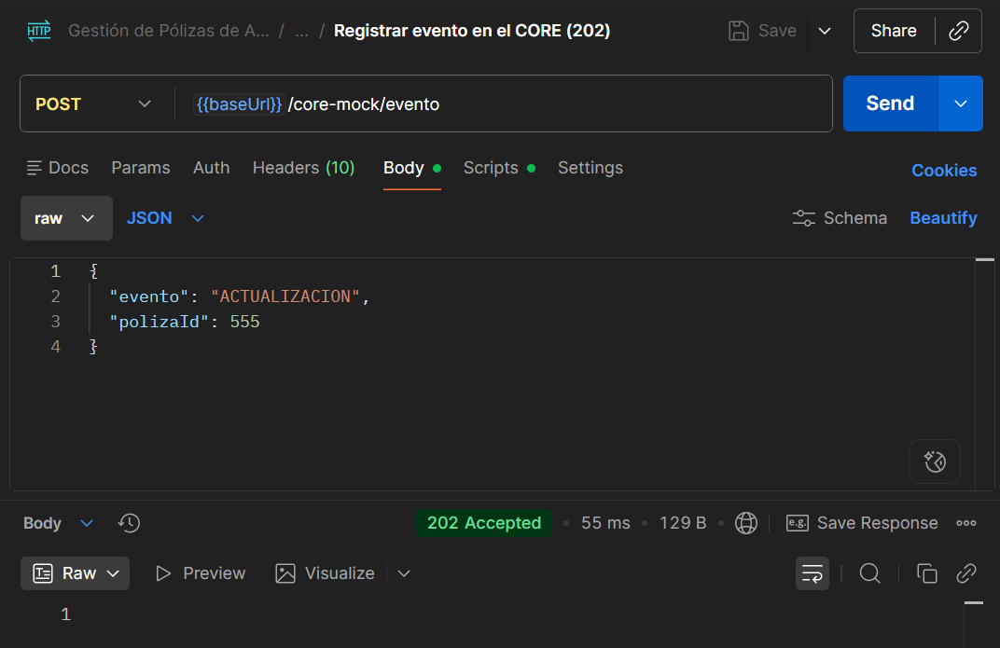 HTTP Gestión de Pólizas de A... / ... / Registrar evento en el CORE (202) Save Share
POST {{baseUrl}} /core-mock/evento Send
Docs Params Auth Headers (10) Body Scripts Settings Cookies
raw JSON Schema Beautify
1 {
2 "evento": "ACTUALIZACION",
3 "polizaId": 555
4 }
Body 202 Accepted 55 ms 129 B e.g. Save Response
Raw Preview Visualize
1